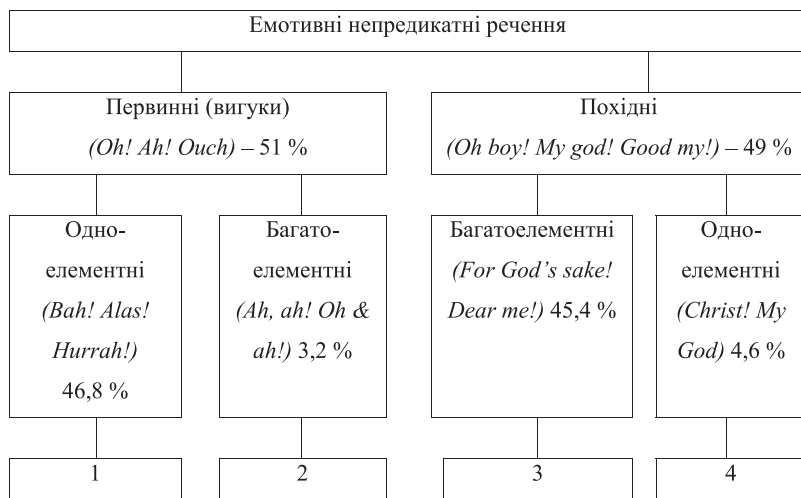 Емотивні непредикатні речення
Первинні (вигуки)
(Oh! Ah! Ouch) – 51 %
Похідні
(Oh boy! My god! Good my!) – 49 %
Одно-
елементні
(Bah! Alas!
Hurrah!)
46,8 %
Багато-
елементні
(Ah, ah! Oh &
ah!) 3,2 %
Багатоелементні
(For God’s sake!
Dear me!) 45,4 %
Одно-
елементні
(Christ! My
God) 4,6 %
1
2
3
4